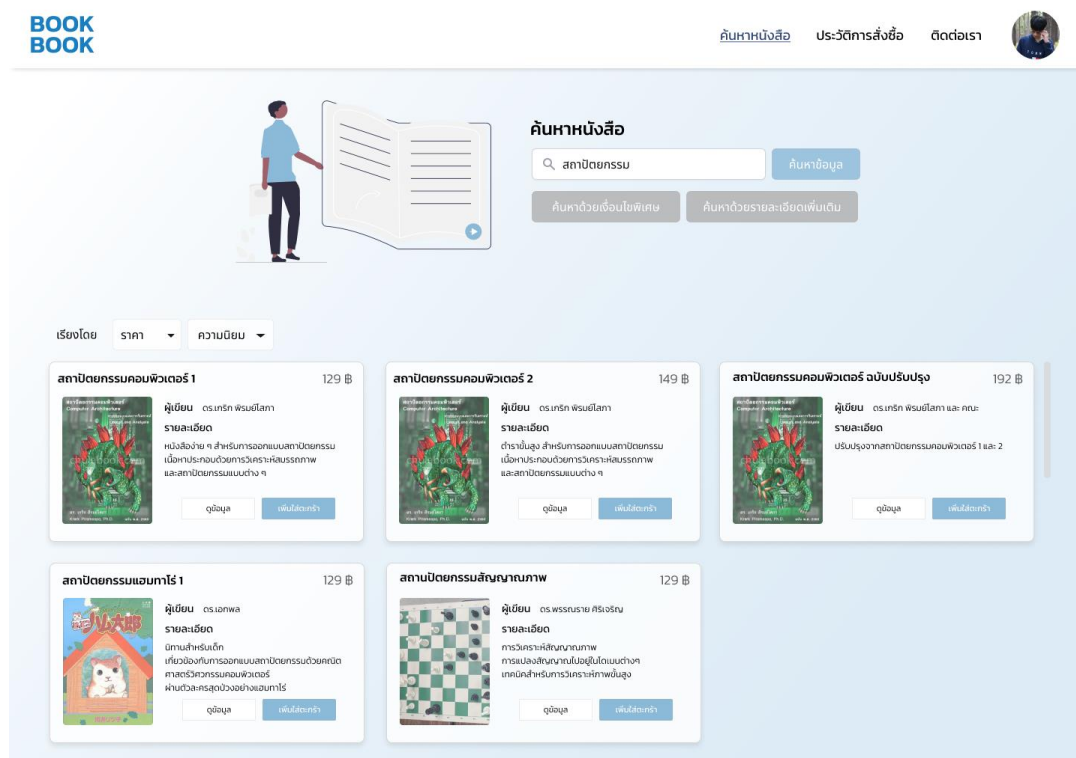 BOOK
BOOK
ค้นหาหนังสือ
ประวัติการสั่งซื้อ
ติดต่อเรา
ค้นหาหนังสือ
สถาปัตยกรรม
ค้นหาข้อมูล
ค้นหาด้วยเงื่อนไขพิเศษ
ค้นหาด้วยรายละเอียดเพิ่มเติม
เรียงโดย
ราคา
ความนิยม
สถาปัตยกรรมคอมพิวเตอร์ 1
129 ฿
ผู้เขียน ดร.เกริก พิรมย์โสภา
รายละเอียด
หนังสือง่าย ๆ สำหรับการออกแบบสถาปัตยกรรม
เนื้อหาประกอบด้วยการวิเคราะห์สมรรถภาพ
และสถาปัตยกรรมแบบต่าง ๆ
ดูข้อมูล
เพิ่มใส่ตะกร้า
สถาปัตยกรรมคอมพิวเตอร์ 2
149 ฿
ผู้เขียน ดร.เกริก พิรมย์โสภา
รายละเอียด
ตำราขั้นสูง สำหรับการออกแบบสถาปัตยกรรม
เนื้อหาประกอบด้วยการวิเคราะห์สมรรถภาพ
และสถาปัตยกรรมแบบต่าง ๆ
ดูข้อมูล
เพิ่มใส่ตะกร้า
สถาปัตยกรรมคอมพิวเตอร์ ฉบับปรับปรุง
192 ฿
ผู้เขียน ดร.เกริก พิรมย์โสภา และ คณะ
รายละเอียด
ปรับปรุงจากสถาปัตยกรรมคอมพิวเตอร์ 1 และ 2
ดูข้อมูล
เพิ่มใส่ตะกร้า
สถาปัตยกรรมแฮมทาโร่ 1
129 ฿
ผู้เขียน ดร.เอกพล
รายละเอียด
นิทานสำหรับเด็ก
เกี่ยวข้องกับการออกแบบสถาปัตยกรรมด้วยคณิต
ศาสตร์วิศวกรรมคอมพิวเตอร์
ผ่านตัวละครสุดป่วงอย่างแฮมทาโร่
ดูข้อมูล
เพิ่มใส่ตะกร้า
สถานปัตยกรรมสัญญาณภาพ
129 ฿
ผู้เขียน ดร.พรรณราย ศิริเจริญ
รายละเอียด
การวิเคราะห์สัญญาณภาพ
การแปลงสัญญาณไปอยู่ในโดเมนต่างๆ
เทคนิคสำหรับการวิเคราะห์ภาพขั้นสูง
ดูข้อมูล
เพิ่มใส่ตะกร้า